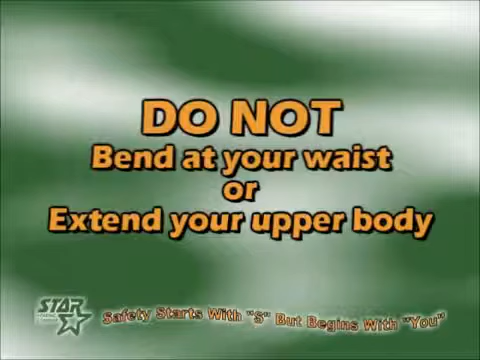 DO NOT
Bend at your waist
or
Extend your upper body
STAR
Safety Starts With "S" But Begins With "You"